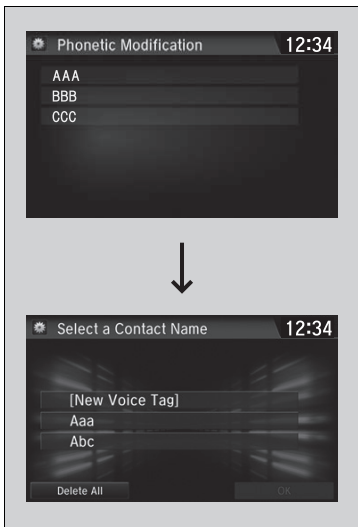 Phonetic Modification 12:34
AAA
BBB
CCC
Select a Contact Name 12:34
[New Voice Tag]
Aaa
Abc
Delete All OK